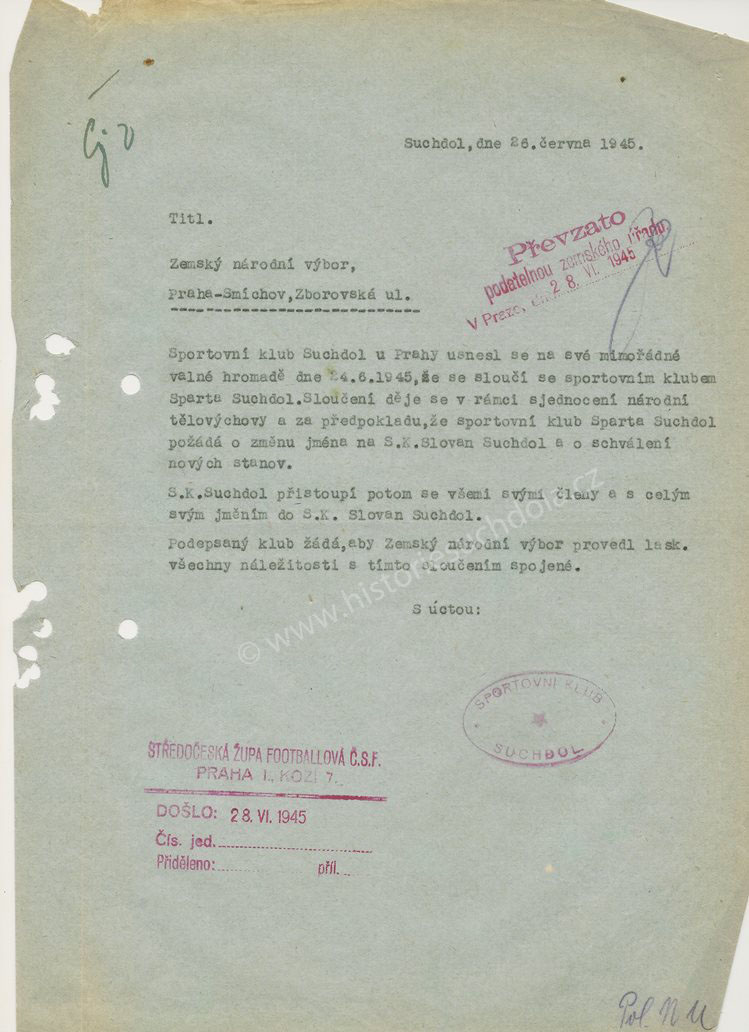 Suchdol,dne 26.června 1945.
Titl.
Převzato
podatelnou zemského úřadu
V Praze, dne 28. VI. 1945
Zemský národní výbor,
Praha-Smíchov,Zborovská ul.
Sportovní klub Suchdol u Prahy usnesl se na své mimořádné
valné hromadě dne 24.6.1945,že se sloučí se sportovním klubem
Sparta Suchdol.Sloučení děje se v rámci sjednocení národní
tělovýchovy a za předpokladu,že sportovní klub Sparta Suchdol
požádá o změnu jména na S.K.Slovan Suchdol a o schválení
nových stanov.
S.K.Suchdol přistoupí potom se všemi svými členy a s celým
svým jměním do S.K. Slovan Suchdol.
Podepsaný klub žádá,aby Zemský národní výbor provedl lask.
všechny náležitosti s tímto sloučením spojené.
S úctou:
© www.historiesuchdola.cz
SPORTOVNÍ KLUB
SUCHDOL
STŘEDOČESKÁ ŽUPA FOOTBALLOVÁ Č.S.F.
PRAHA I., KOZÍ 7.
DOŠLO: 28. VI. 1945
Čís. jed.
Přiděleno: příl.
Pol.